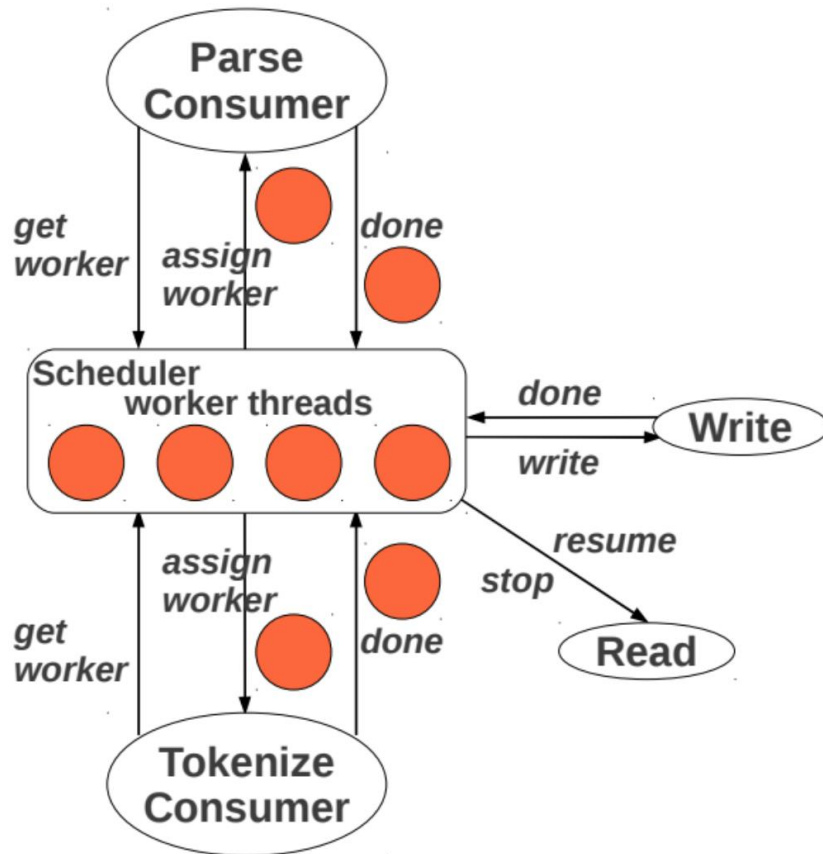 Parse
Consumer
get
worker
assign
worker
done
Scheduler
worker threads
done
write
Write
resume
stop
Read
assign
worker
get
worker
done
Tokenize
Consumer